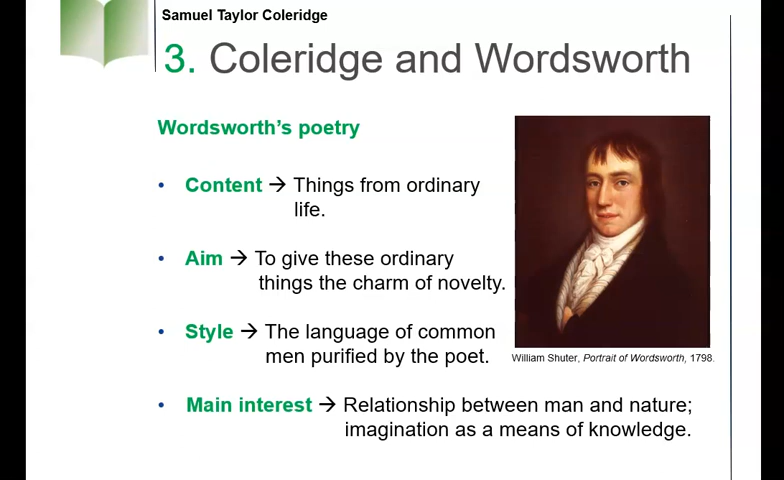 Samuel Taylor Coleridge
3. Coleridge and Wordsworth
Wordsworth’s poetry
• Content → Things from ordinary
life.
• Aim → To give these ordinary
things the charm of novelty.
• Style → The language of common
men purified by the poet.
William Shuter, Portrait of Wordsworth, 1798.
• Main interest → Relationship between man and nature;
imagination as a means of knowledge.